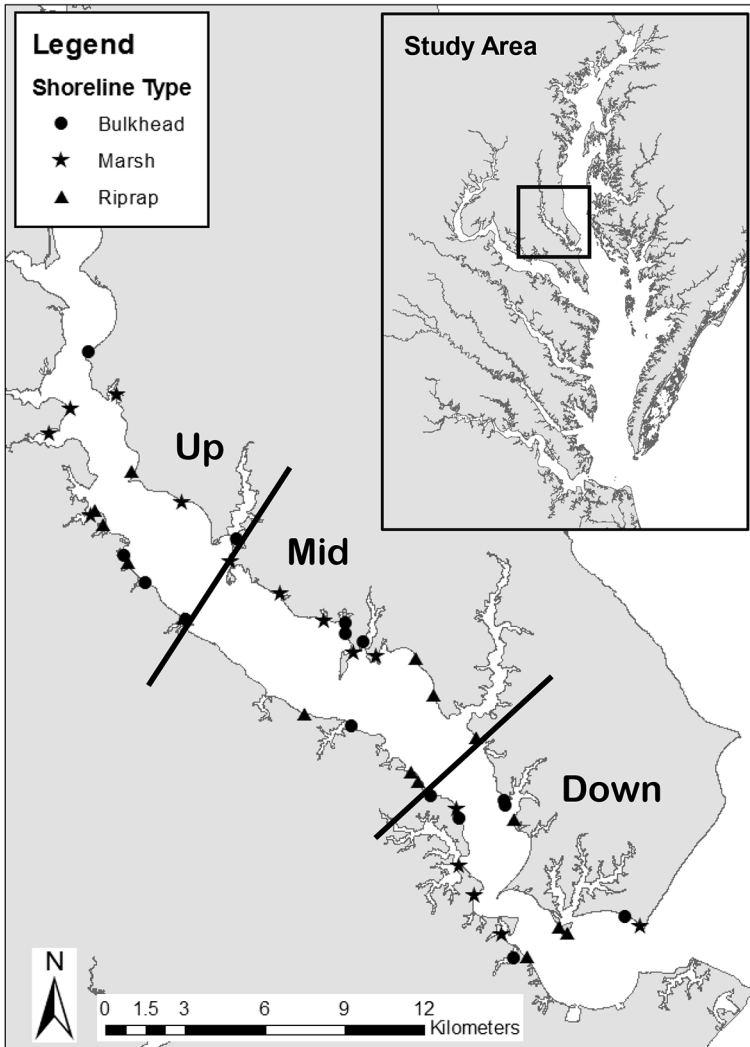 Legend
Shoreline Type
Bulkhead
Marsh
Riprap
Study Area
Up
Mid
Down
N
0 1.5 3 6 9 12
Kilometers